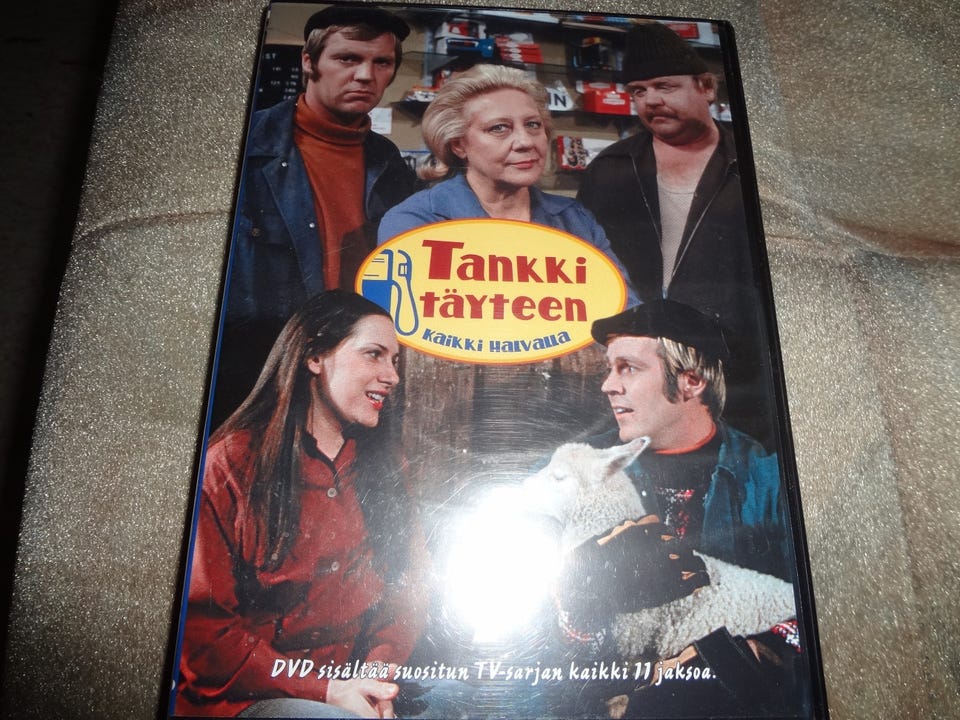 Tankki
täyteen
Kaikki Halvalla
DVD sisältää suositun TV-sarjan kaikki 11 jaksoa.